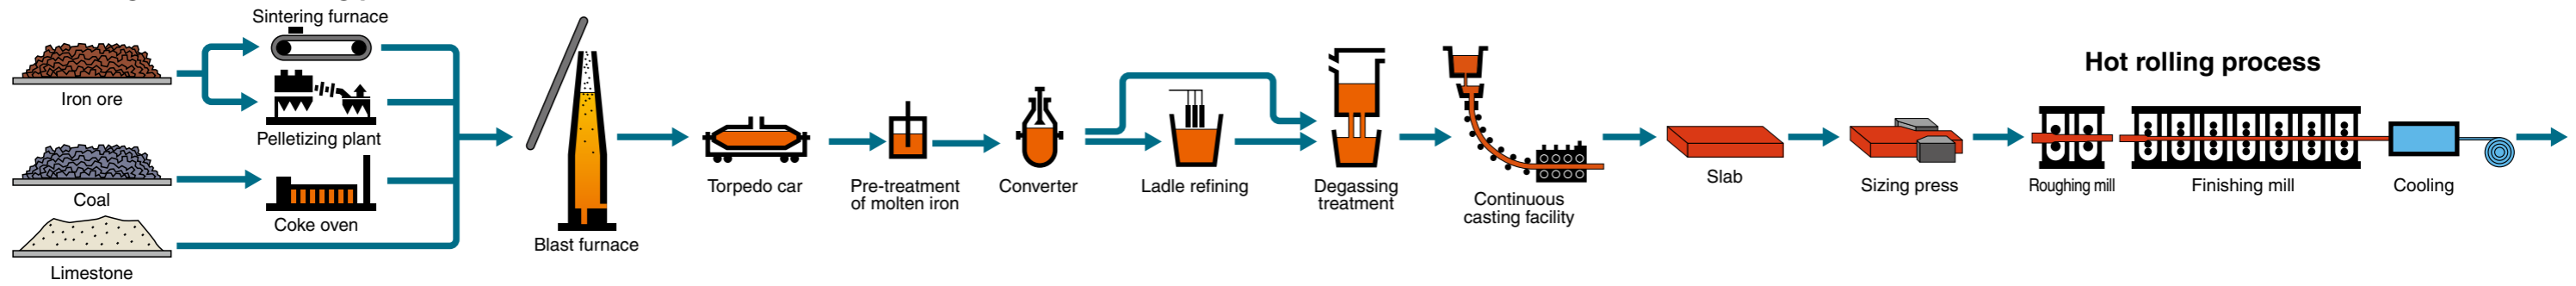 Sintering furnace
Iron ore
Pelletizing plant
Coal
Coke oven
Limestone
Blast furnace
Torpedo car
Pre-treatment
of molten iron
Converter
Ladle refining
Degassing
treatment
Continuous
casting facility
Slab
Hot rolling process
Sizing press
Roughing mill
Finishing mill
Cooling